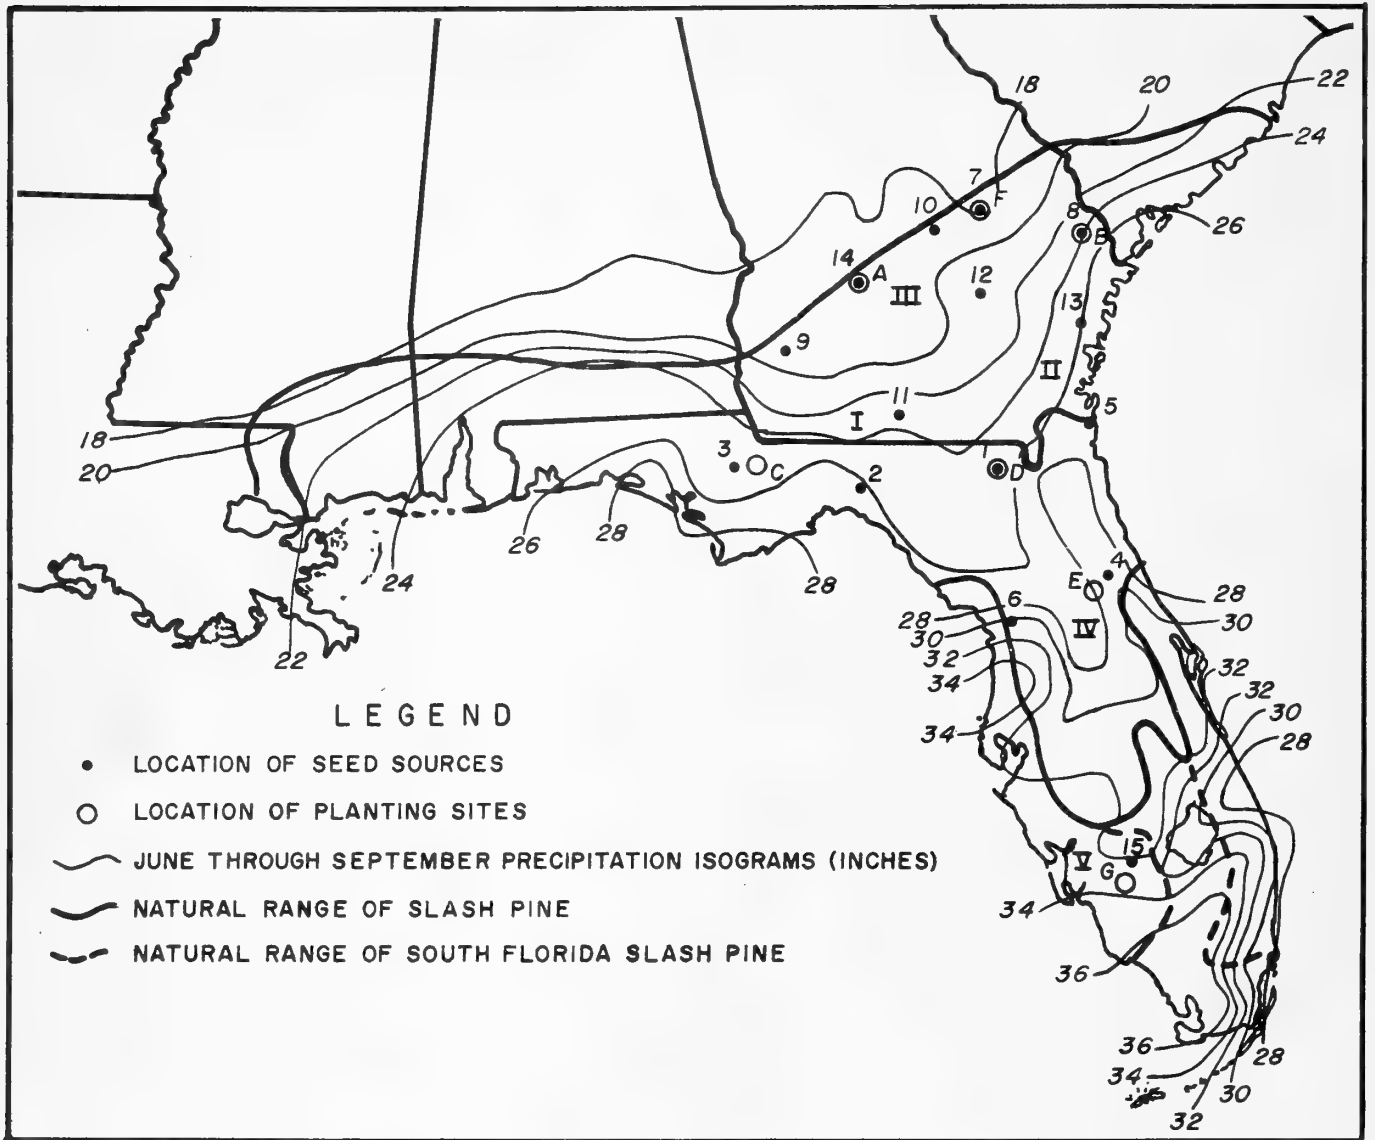 22
18
20
24
7
F
10
8
B
26
14
A
12
III
13
9
II
11
I
5
18
3
C
1
D
20
2
26
28
24
28
4
E
28
6
28
30
30
IV
32
22
32
34
32
LEGEND
30
34
28
LOCATION OF SEED SOURCES
LOCATION OF PLANTING SITES
15
JUNE THROUGH SEPTEMBER PRECIPITATION ISOGRAMS (INCHES)
V
G
NATURAL RANGE OF SLASH PINE
34
NATURAL RANGE OF SOUTH FLORIDA SLASH PINE
36
36
28
34
30
32